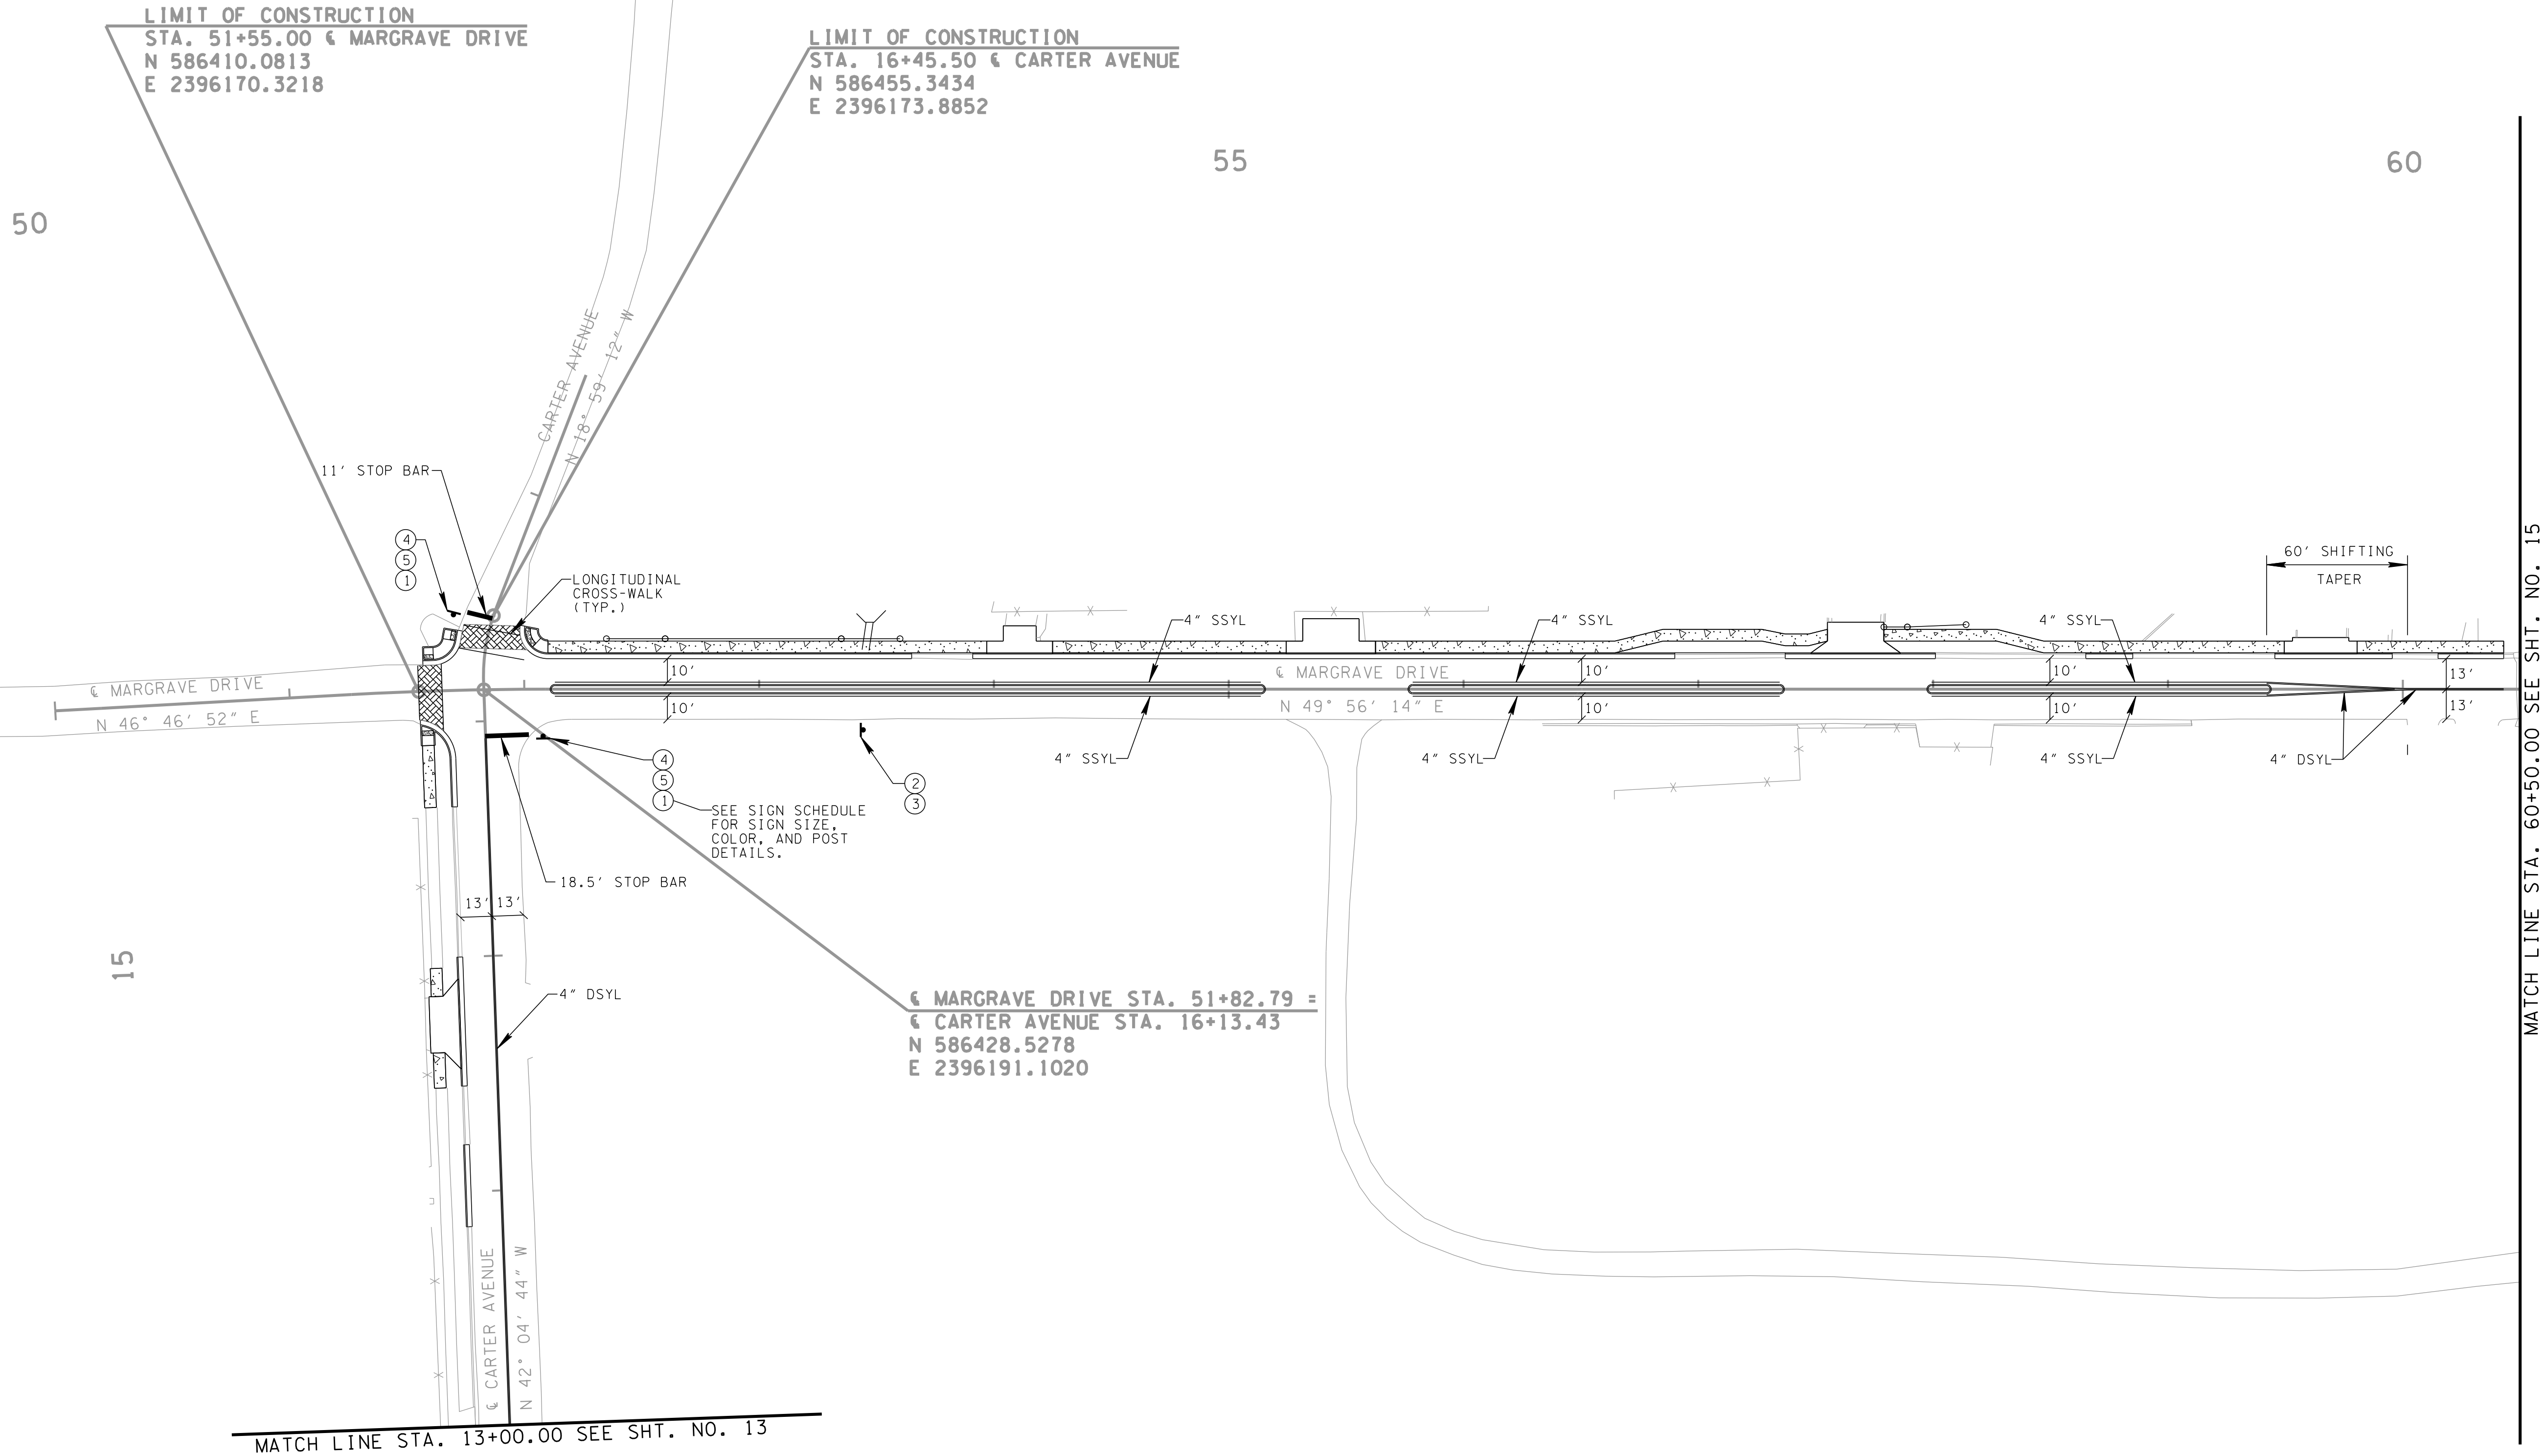 LIMIT OF CONSTRUCTION
STA. 51+55.00 ℄ MARGRAVE DRIVE
N 586410.0813
E 2396170.3218
LIMIT OF CONSTRUCTION
STA. 16+45.50 ℄ CARTER AVENUE
N 586455.3434
E 2396173.8852
50
55
60
CARTER AVENUE
N 18° 59' 12" W
11' STOP BAR
4
5
1
LONGITUDINAL
CROSS-WALK
(TYP.)
60' SHIFTING
TAPER
4" SSYL
4" SSYL
4" SSYL
℄ MARGRAVE DRIVE
N 46° 46' 52" E
10'
10'
℄ MARGRAVE DRIVE
N 49° 56' 14" E
10'
10'
10'
10'
13'
13'
4" SSYL
4" SSYL
4" SSYL
4" DSYL
4
5
1
2
3
SEE SIGN SCHEDULE
FOR SIGN SIZE,
COLOR, AND POST
DETAILS.
18.5' STOP BAR
13'
13'
15
4" DSYL
℄ MARGRAVE DRIVE STA. 51+82.79 =
℄ CARTER AVENUE STA. 16+13.43
N 586428.5278
E 2396191.1020
℄ CARTER AVENUE
N 42° 04' 44" W
MATCH LINE STA. 13+00.00 SEE SHT. NO. 13
MATCH LINE STA. 60+50.00 SEE SHT. NO. 15